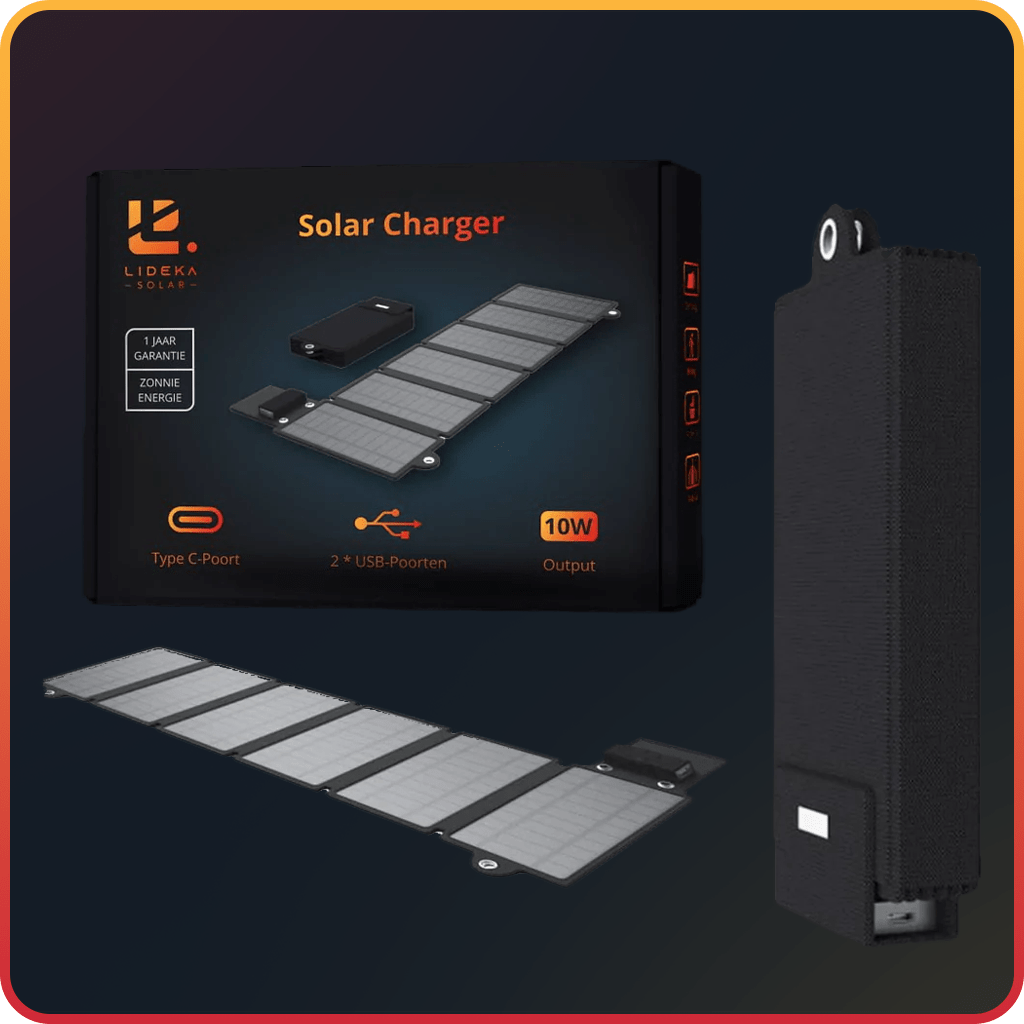 LIDEKA
– SOLAR –
Solar Charger
1 JAAR
GARANTIE
ZONNIE
ENERGIE
Type C-Poort
2 * USB-Poorten
10W
Output